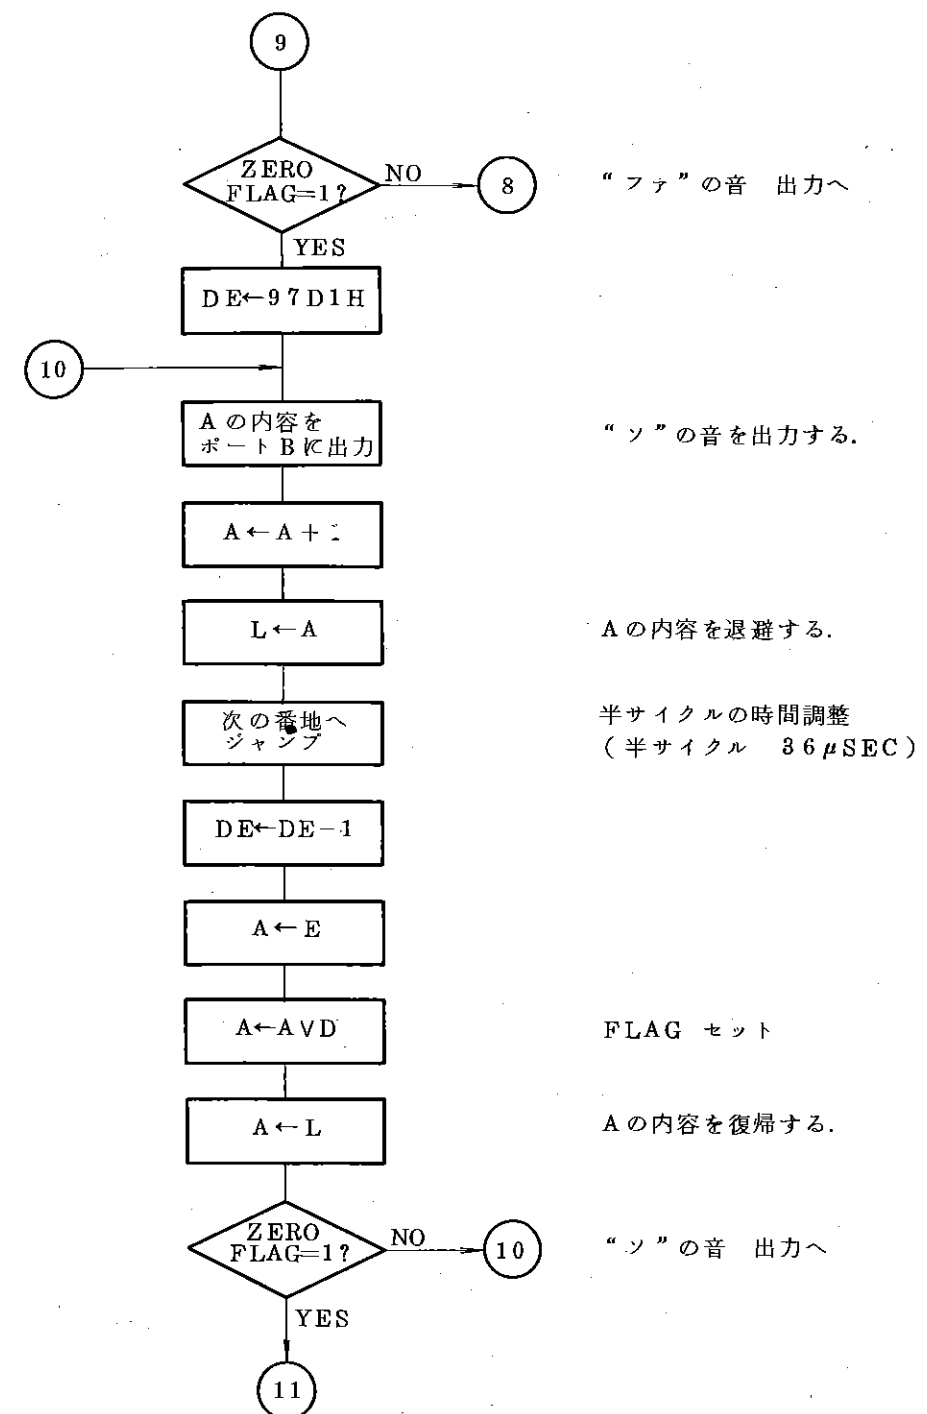 9
ZERO
FLAG=1?
NO
8
“ファ”の音 出力へ
YES
DE←97D1H
10
Aの内容を
ポートBに出力
“ソ”の音を出力する.
A←A+
L←A
Aの内容を退避する.
次の番地へ
ジャンプ
半サイクルの時間調整
(半サイクル 36μSEC)
DE←DE-1
A←E
A←A∨D
FLAG セット
A←L
Aの内容を復帰する.
ZERO
FLAG=1?
NO
10
“ソ”の音 出力へ
YES
11